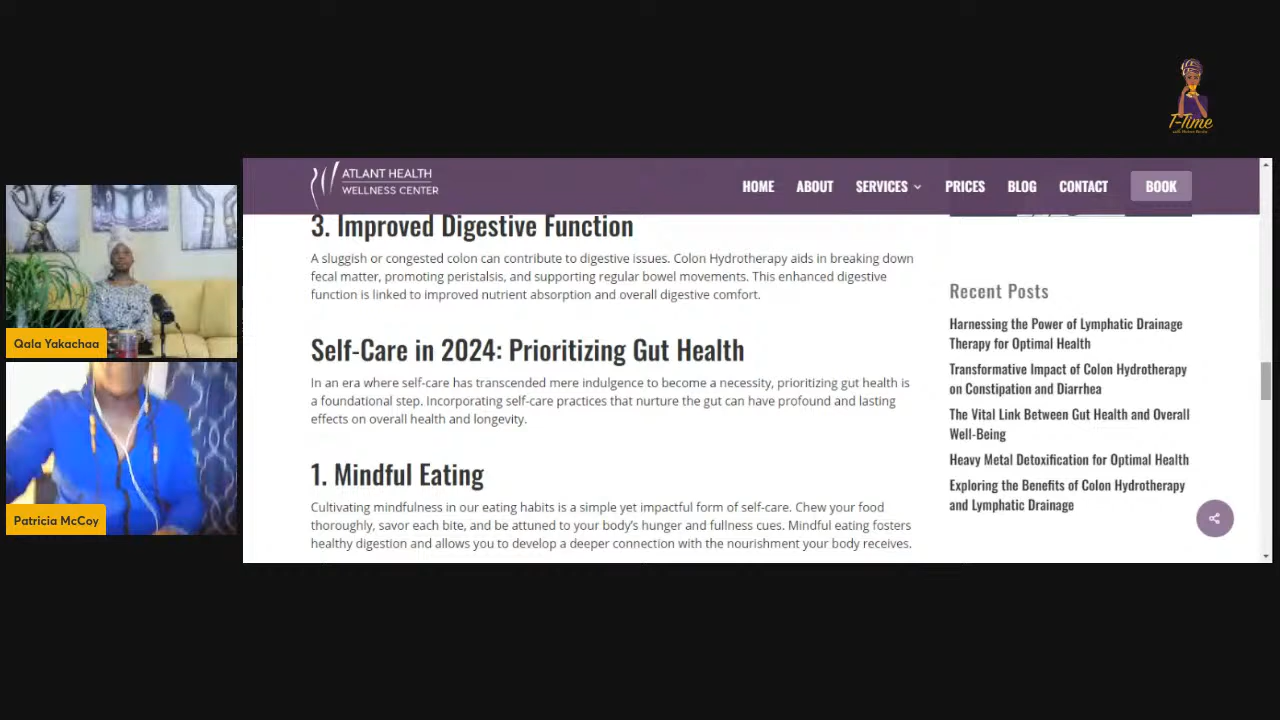 T-Time
ATLANT HEALTH
WELLNESS CENTER
HOME ABOUT SERVICES PRICES BLOG CONTACT BOOK
3. Improved Digestive Function
A sluggish or congested colon can contribute to digestive issues. Colon Hydrotherapy aids in breaking down
fecal matter, promoting peristalsis, and supporting regular bowel movements. This enhanced digestive
function is linked to improved nutrient absorption and overall digestive comfort.
Self-Care in 2024: Prioritizing Gut Health
In an era where self-care has transcended mere indulgence to become a necessity, prioritizing gut health is
a foundational step. Incorporating self-care practices that nurture the gut can have profound and lasting
effects on overall health and longevity.
1. Mindful Eating
Cultivating mindfulness in our eating habits is a simple yet impactful form of self-care. Chew your food
thoroughly, savor each bite, and be attuned to your body's hunger and fullness cues. Mindful eating fosters
healthy digestion and allows you to develop a deeper connection with the nourishment your body receives.
Recent Posts
Harnessing the Power of Lymphatic Drainage
Therapy for Optimal Health
Transformative Impact of Colon Hydrotherapy
on Constipation and Diarrhea
The Vital Link Between Gut Health and Overall
Well-Being
Heavy Metal Detoxification for Optimal Health
Exploring the Benefits of Colon Hydrotherapy
and Lymphatic Drainage
Qala Yakachaa
Patricia McCoy